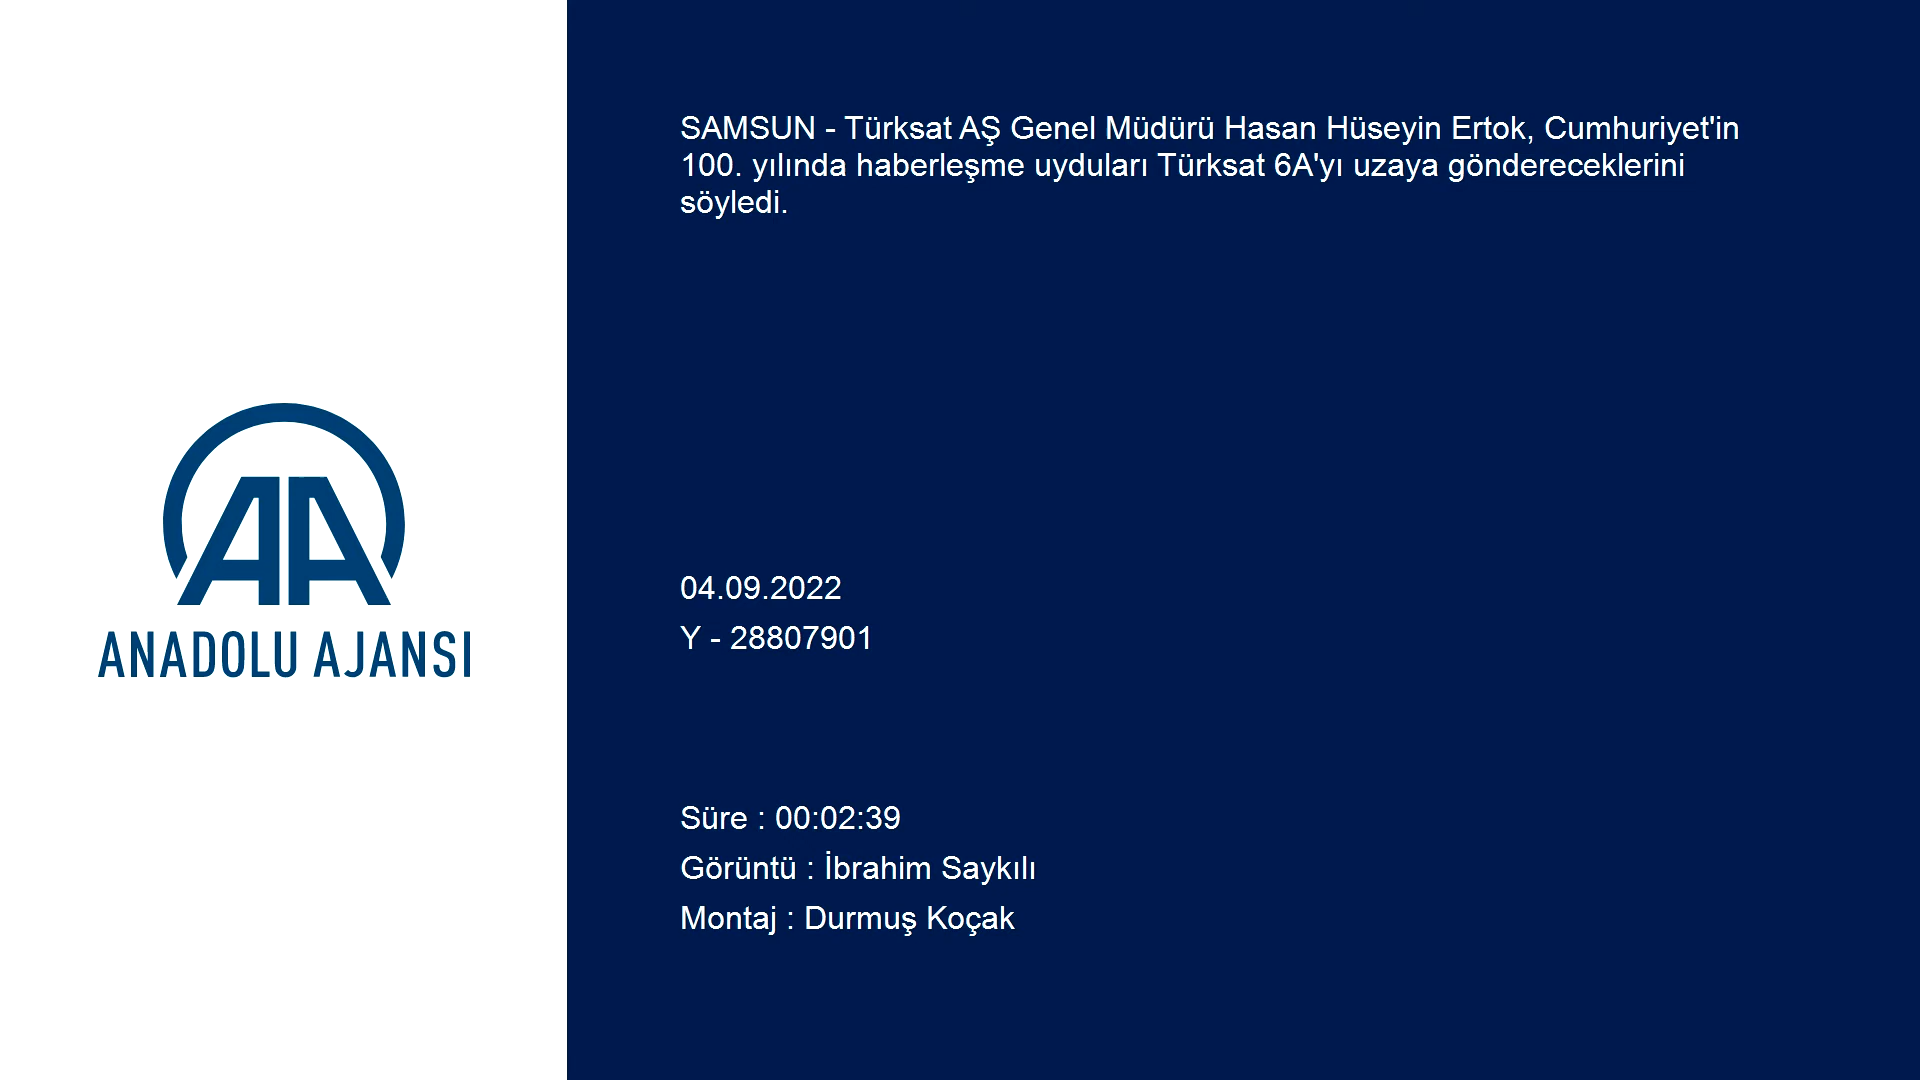 SAMSUN - Türksat AŞ Genel Müdürü Hasan Hüseyin Ertok, Cumhuriyet'in
100. yılında haberleşme uyduları Türksat 6A'yı uzaya göndereceklerini
söyledi.
AA
ANADOLU AJANSI
04.09.2022
Y - 28807901
Süre : 00:02:39
Görüntü : İbrahim Saykılı
Montaj : Durmuş Koçak